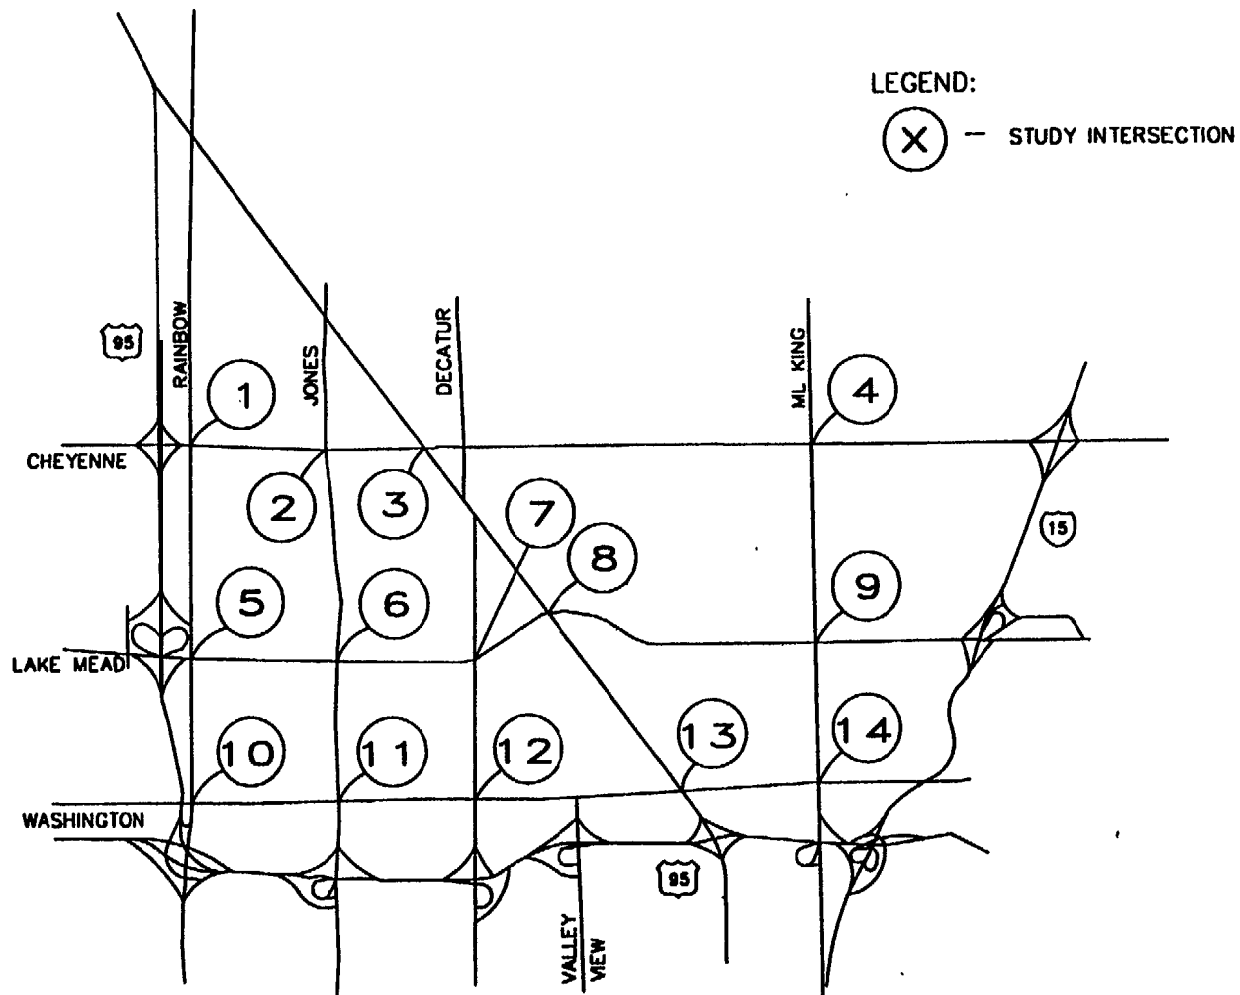 LEGEND:
X - STUDY INTERSECTION
95
RAINBOW
JONES
DECATUR
ML KING
1
4
CHEYENNE
2
3
7
8
15
5
6
9
LAKE MEAD
10
11
12
13
14
WASHINGTON
95
VALLEY
VIEW